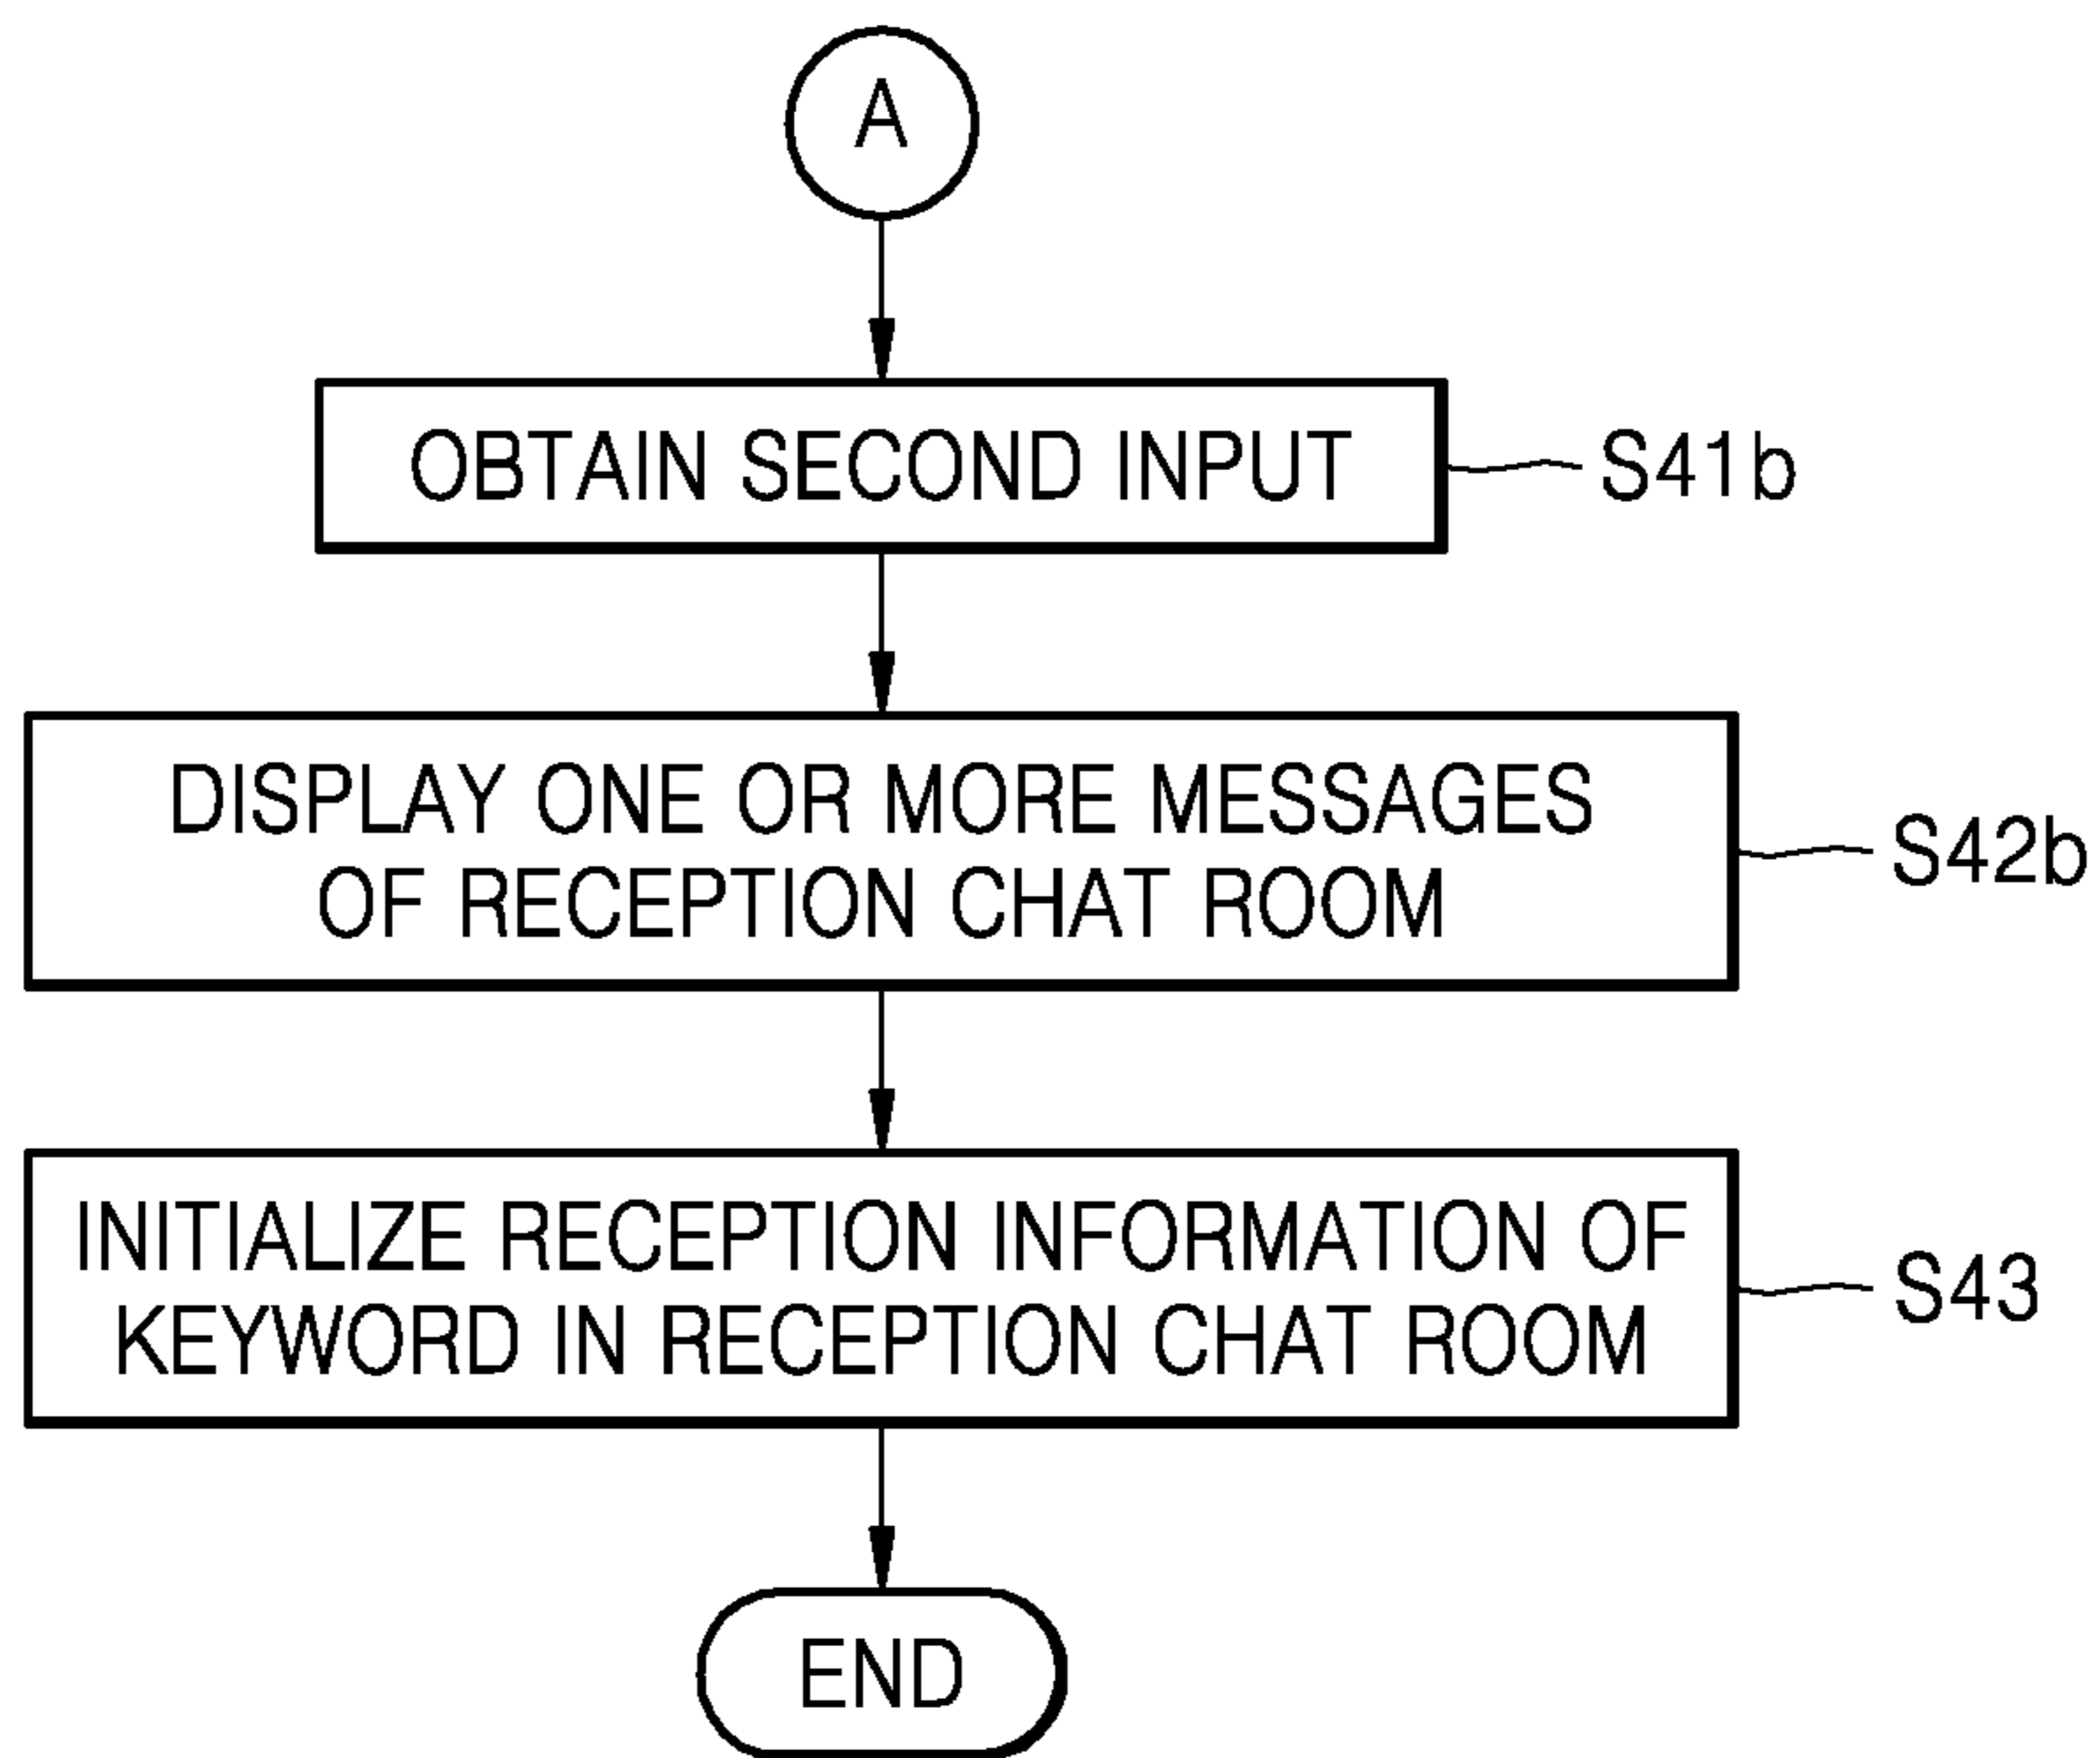 A
OBTAIN SECOND INPUT
S41b
DISPLAY ONE OR MORE MESSAGES
OF RECEPTION CHAT ROOM
S42b
INITIALIZE RECEPTION INFORMATION OF
KEYWORD IN RECEPTION CHAT ROOM
S43
END